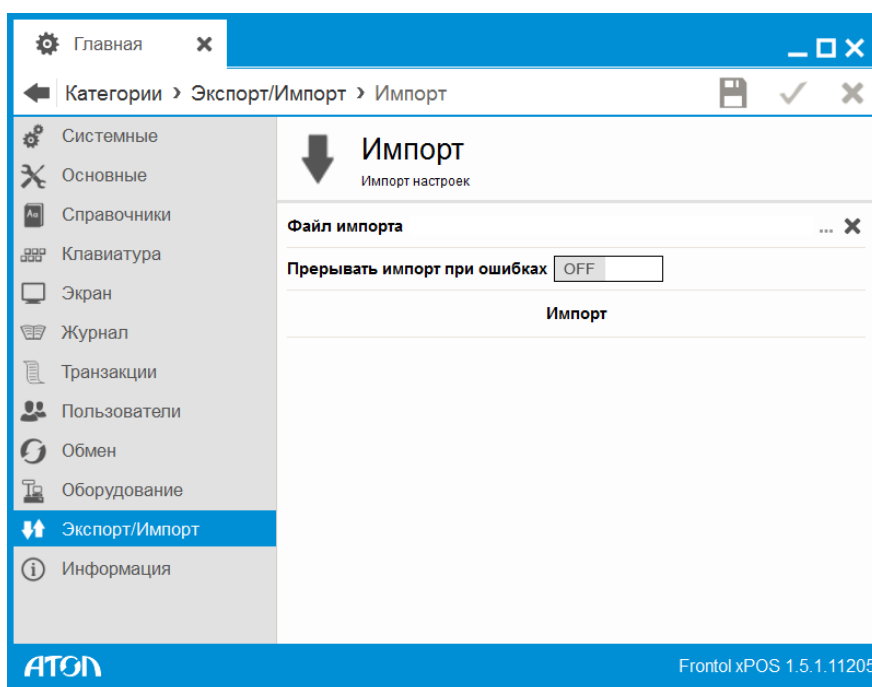 Главная
Категории › Экспорт/Импорт › Импорт
Системные
Основные
Справочники
Клавиатура
Экран
Журнал
Транзакции
Пользователи
Обмен
Оборудование
Экспорт/Импорт
Информация
Импорт
Импорт настроек
Файл импорта ...
Прерывать импорт при ошибках OFF
Импорт
ATOL
Frontol xPOS 1.5.1.11205